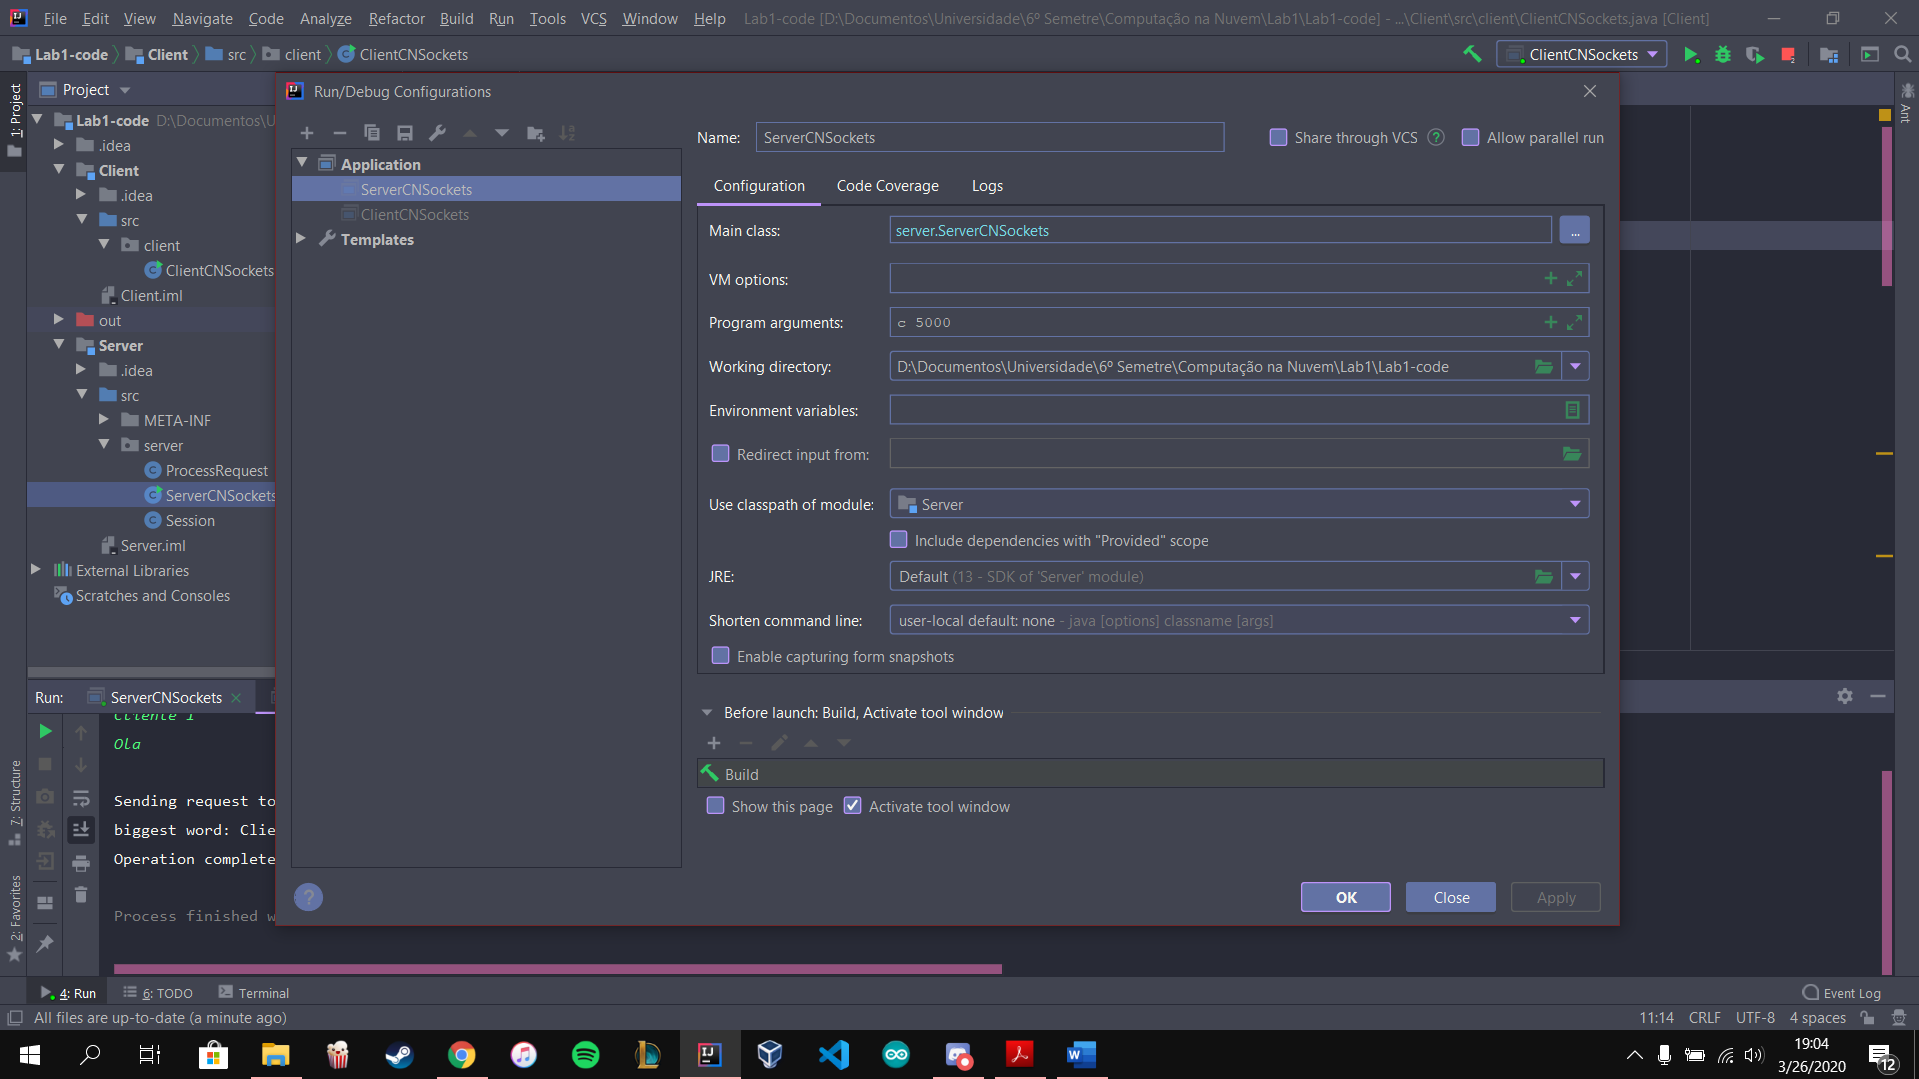 File Edit View Navigate Code Analyze Refactor Build Run Tools VCS Window Help Lab1-code [D:\Documentos\Universidade\6º Semetre\Computação na Nuvem\Lab1\Lab1-code] - ...\Client\src\client\ClientCNSockets.java [Client]
Lab1-code Client src client ClientCNSockets ClientCNSockets
1: Project
Project
Lab1-code D:\Documentos\U
.idea
Client
.idea
src
client
ClientCNSockets
Client.iml
out
Server
.idea
src
META-INF
server
ProcessRequest
ServerCNSockets
Session
Server.iml
External Libraries
Scratches and Consoles
Ant
Run/Debug Configurations
Application
ServerCNSockets
ClientCNSockets
Templates
Name: ServerCNSockets Share through VCS ? Allow parallel run
Configuration Code Coverage Logs
Main class: server.ServerCNSockets ...
VM options:
Program arguments: c 5000
Working directory: D:\Documentos\Universidade\6º Semetre\Computação na Nuvem\Lab1\Lab1-code
Environment variables:
Redirect input from:
Use classpath of module: Server
Include dependencies with "Provided" scope
JRE: Default (13 - SDK of 'Server' module)
Shorten command line: user-local default: none - java [options] classname [args]
Enable capturing form snapshots
Before launch: Build, Activate tool window
Build
Show this page Activate tool window
? OK Close Apply
Run: ServerCNSockets
Cliente 1
Ola
Sending request to
biggest word: Clie
Operation complete
Process finished w
7: Structure
2: Favorites
4: Run 6: TODO Terminal Event Log
All files are up-to-date (a minute ago) 11:14 CRLF UTF-8 4 spaces
19:04
3/26/2020
12